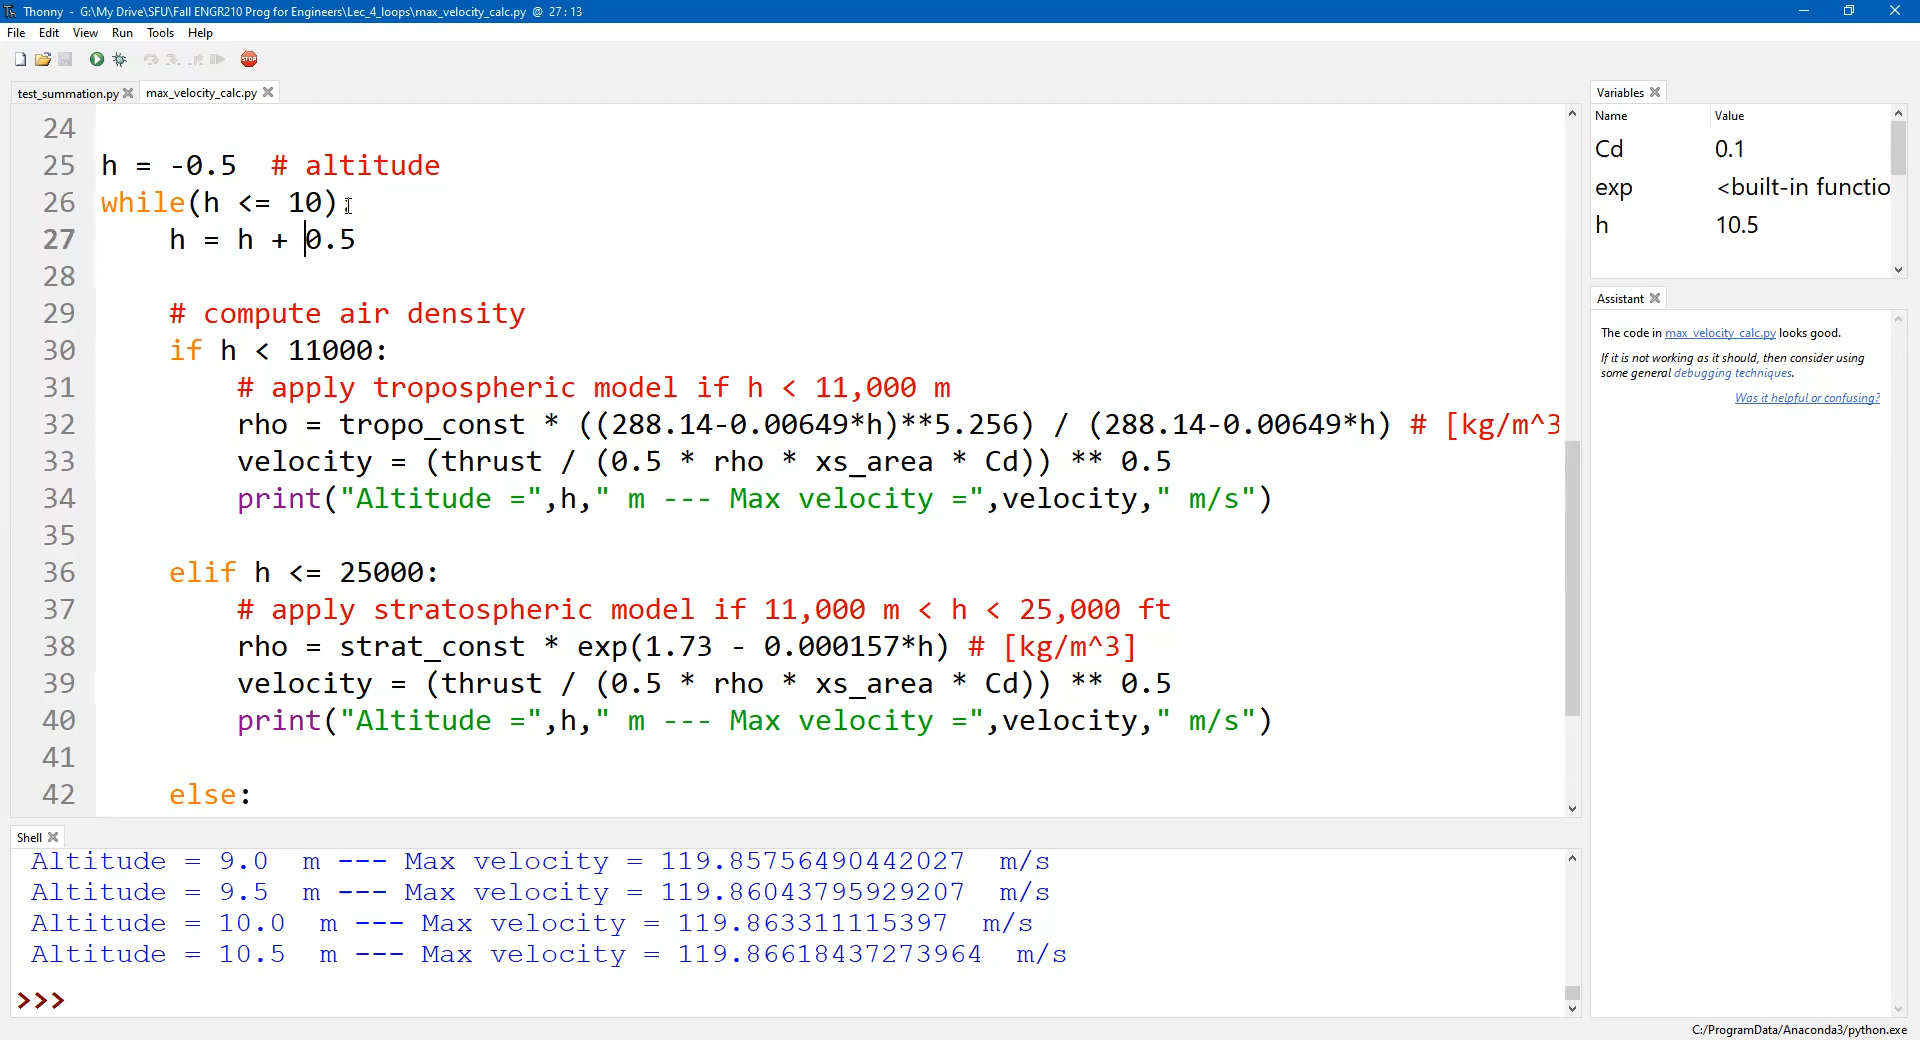 Thonny - G:\My Drive\SFU\Fall ENGR210 Prog for Engineers\Lec_4_loops\max_velocity_calc.py @ 27 : 13
File Edit View Run Tools Help
STOP
test_summation.py
max_velocity_calc.py
24
25 h = -0.5 # altitude
26 while(h <= 10):
27 h = h + 0.5
28
29 # compute air density
30 if h < 11000:
31 # apply tropospheric model if h < 11,000 m
32 rho = tropo_const * ((288.14-0.00649*h)**5.256) / (288.14-0.00649*h) # [kg/m^3
33 velocity = (thrust / (0.5 * rho * xs_area * Cd)) ** 0.5
34 print("Altitude =",h," m --- Max velocity =",velocity," m/s")
35
36 elif h <= 25000:
37 # apply stratospheric model if 11,000 m < h < 25,000 ft
38 rho = strat_const * exp(1.73 - 0.000157*h) # [kg/m^3]
39 velocity = (thrust / (0.5 * rho * xs_area * Cd)) ** 0.5
40 print("Altitude =",h," m --- Max velocity =",velocity," m/s")
41
42 else:
Shell
Altitude = 9.0 m --- Max velocity = 119.85756490442027 m/s
Altitude = 9.5 m --- Max velocity = 119.86043795929207 m/s
Altitude = 10.0 m --- Max velocity = 119.863311115397 m/s
Altitude = 10.5 m --- Max velocity = 119.86618437273964 m/s
>>>
Variables
Name Value
Cd 0.1
exp <built-in functio
h 10.5
Assistant
The code in max_velocity_calc.py looks good.
If it is not working as it should, then consider using
some general debugging techniques.
Was it helpful or confusing?
C:/ProgramData/Anaconda3/python.exe